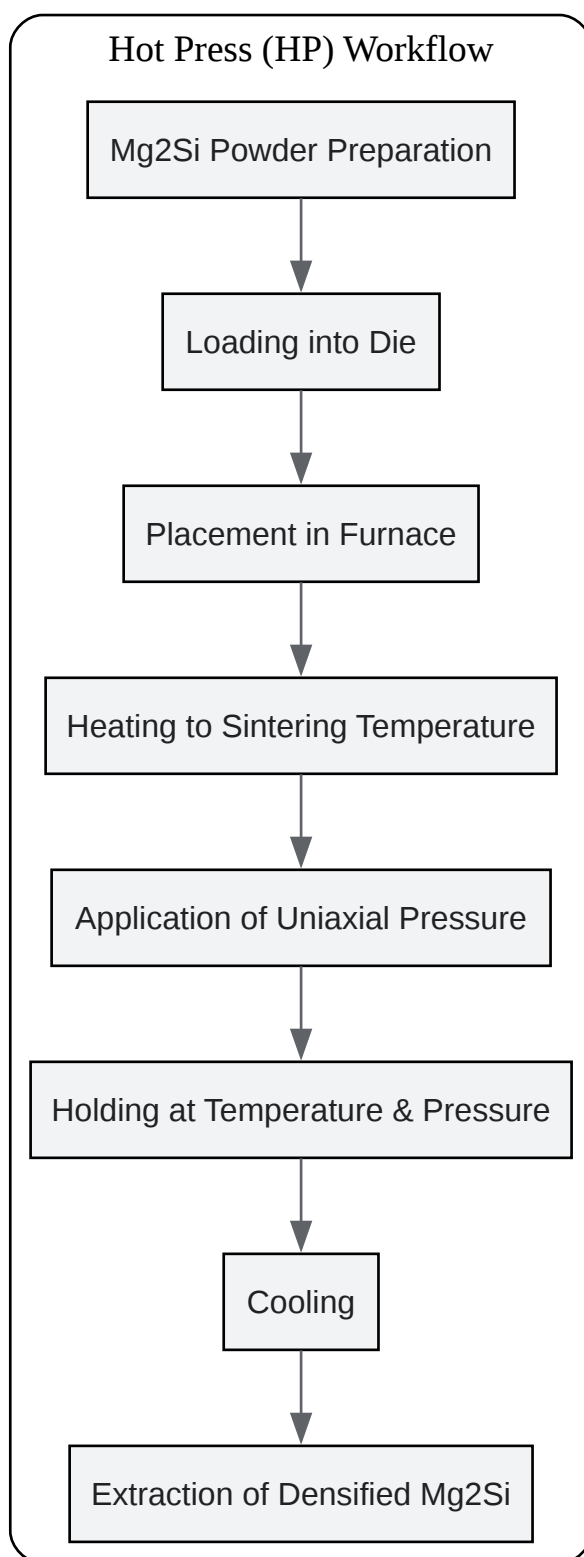 Hot Press (HP) Workflow
Mg2Si Powder Preparation
Loading into Die
Placement in Furnace
Heating to Sintering Temperature
Application of Uniaxial Pressure
Holding at Temperature & Pressure
Cooling
Extraction of Densified Mg2Si